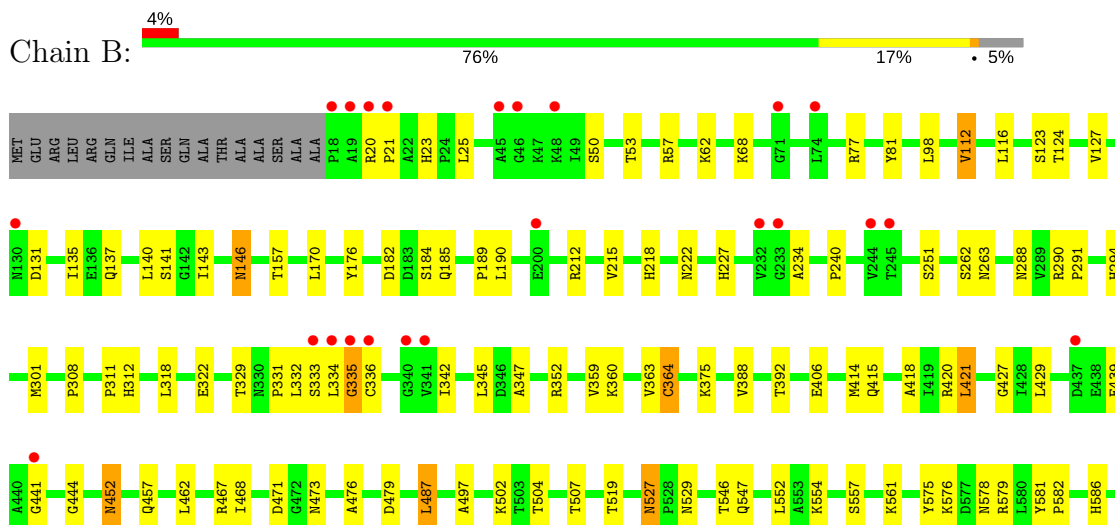 4%
Chain B:
76% 17% • 5%
MET GLU ARG LEU ARG GLN ILE ALA SER GLN ALA THR ALA ALA SER ALA ALA P18 A19 R20 P21 A22 H23 P24 L25 A45 G46 K47 K48 I49 S50 T53 R57 K62 K68 G71 L74 R77 Y81 L98 V112 L116 S123 T124 V127
N130 D131 I135 E136 Q137 L140 S141 G142 I143 N146 T157 L170 Y176 D182 D183 S184 Q185 P189 L190 E200 R212 V215 H218 N222 H227 V232 G233 A234 P240 V244 T245 S251 S262 N263 N288 V289 R290 P291 H294
M301 P308 P311 H312 L318 E322 T329 N330 P331 L332 S333 L334 G335 C336 G340 V341 I342 L345 D346 A347 R352 V359 K360 V363 C364 K375 V388 T392 E406 M414 Q415 A418 I419 R420 L421 G427 I428 L429 D437 E438 E439
A440 G441 G444 N452 Q457 L462 R467 I468 D471 G472 N473 A476 D479 L487 A497 K502 T503 T504 T507 T519 N527 P528 N529 T546 Q547 L552 A553 K554 S557 K561 Y575 K576 D577 N578 R579 L580 Y581 P582 H586